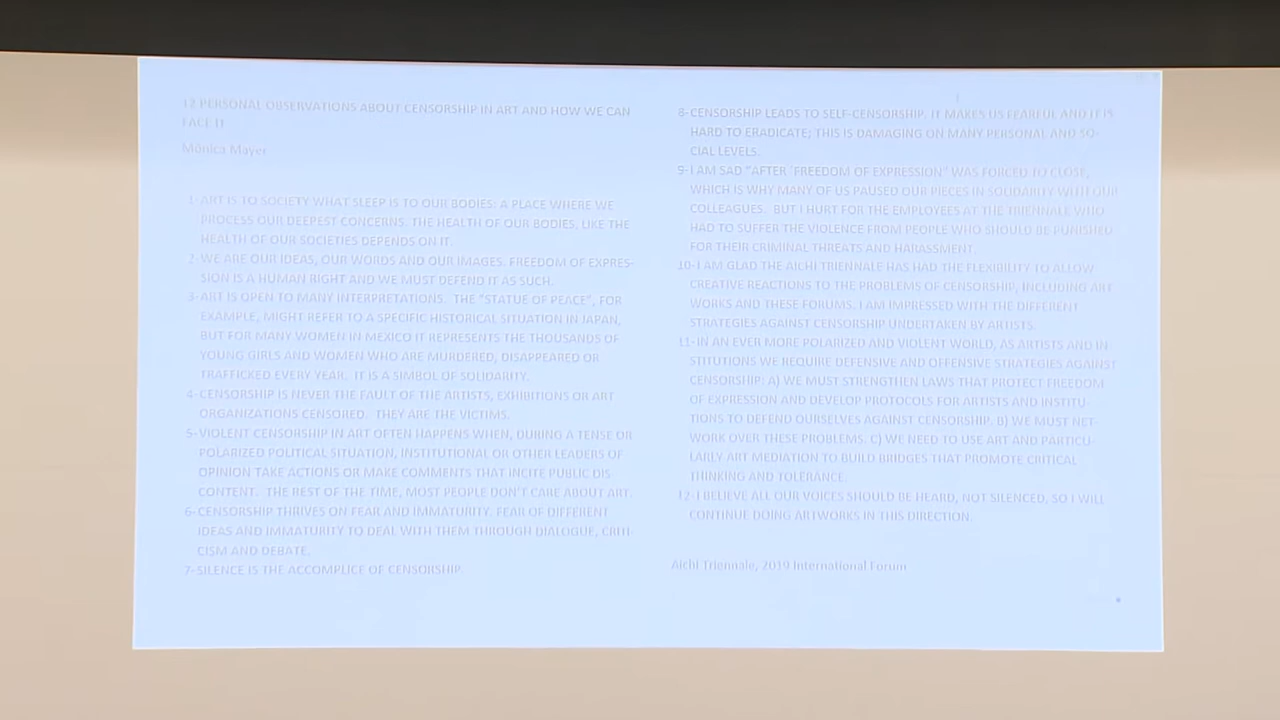 12 PERSONAL OBSERVATIONS ABOUT CENSORSHIP IN ART AND HOW WE CAN
FACE IT
Mónica Mayer
1-ART IS TO SOCIETY WHAT SLEEP IS TO OUR BODIES: A PLACE WHERE WE
PROCESS OUR DEEPEST CONCERNS. THE HEALTH OF OUR BODIES, LIKE THE
HEALTH OF OUR SOCIETIES DEPENDS ON IT.
2-WE ARE OUR IDEAS, OUR WORDS AND OUR IMAGES. FREEDOM OF EXPRES-
SION IS A HUMAN RIGHT AND WE MUST DEFEND IT AS SUCH.
3-ART IS OPEN TO MANY INTERPRETATIONS. THE "STATUE OF PEACE", FOR
EXAMPLE, MIGHT REFER TO A SPECIFIC HISTORICAL SITUATION IN JAPAN,
BUT FOR MANY WOMEN IN MEXICO IT REPRESENTS THE THOUSANDS OF
YOUNG GIRLS AND WOMEN WHO ARE MURDERED, DISAPPEARED OR
TRAFFICKED EVERY YEAR. IT IS A SIMBOL OF SOLIDARITY.
4-CENSORSHIP IS NEVER THE FAULT OF THE ARTISTS, EXHIBITIONS OR ART
ORGANIZATIONS CENSORED. THEY ARE THE VICTIMS.
5-VIOLENT CENSORSHIP IN ART OFTEN HAPPENS WHEN, DURING A TENSE OR
POLARIZED POLITICAL SITUATION, INSTITUTIONAL OR OTHER LEADERS OF
OPINION TAKE ACTIONS OR MAKE COMMENTS THAT INCITE PUBLIC DIS
CONTENT. THE REST OF THE TIME, MOST PEOPLE DON'T CARE ABOUT ART.
6-CENSORSHIP THRIVES ON FEAR AND IMMATURITY. FEAR OF DIFFERENT
IDEAS AND IMMATURITY TO DEAL WITH THEM THROUGH DIALOGUE, CRITI-
CISM AND DEBATE.
7-SILENCE IS THE ACCOMPLICE OF CENSORSHIP.
8-CENSORSHIP LEADS TO SELF-CENSORSHIP. IT MAKES US FEARFUL AND IT IS
HARD TO ERADICATE; THIS IS DAMAGING ON MANY PERSONAL AND SO-
CIAL LEVELS.
9-I AM SAD "AFTER 'FREEDOM OF EXPRESSION" WAS FORCED TO CLOSE,
WHICH IS WHY MANY OF US PAUSED OUR PIECES IN SOLIDARITY WITH OUR
COLLEAGUES. BUT I HURT FOR THE EMPLOYEES AT THE TRIENNALE WHO
HAD TO SUFFER THE VIOLENCE FROM PEOPLE WHO SHOULD BE PUNISHED
FOR THEIR CRIMINAL THREATS AND HARASSMENT.
10-I AM GLAD THE AICHI TRIENNALE HAS HAD THE FLEXIBILITY TO ALLOW
CREATIVE REACTIONS TO THE PROBLEMS OF CENSORSHIP, INCLUDING ART
WORKS AND THESE FORUMS. I AM IMPRESSED WITH THE DIFFERENT
STRATEGIES AGAINST CENSORSHIP UNDERTAKEN BY ARTISTS.
11-IN AN EVER MORE POLARIZED AND VIOLENT WORLD, AS ARTISTS AND IN-
STITUTIONS WE REQUIRE DEFENSIVE AND OFFENSIVE STRATEGIES AGAINST
CENSORSHIP: A) WE MUST STRENGTHEN LAWS THAT PROTECT FREEDOM
OF EXPRESSION AND DEVELOP PROTOCOLS FOR ARTISTS AND INSTITU-
TIONS TO DEFEND OURSELVES AGAINST CENSORSHIP. B) WE MUST NET-
WORK OVER THESE PROBLEMS. C) WE NEED TO USE ART AND PARTICU-
LARLY ART MEDIATION TO BUILD BRIDGES THAT PROMOTE CRITICAL
THINKING AND TOLERANCE.
12-I BELIEVE ALL OUR VOICES SHOULD BE HEARD, NOT SILENCED, SO I WILL
CONTINUE DOING ARTWORKS IN THIS DIRECTION.
Aichi Triennale, 2019 International Forum